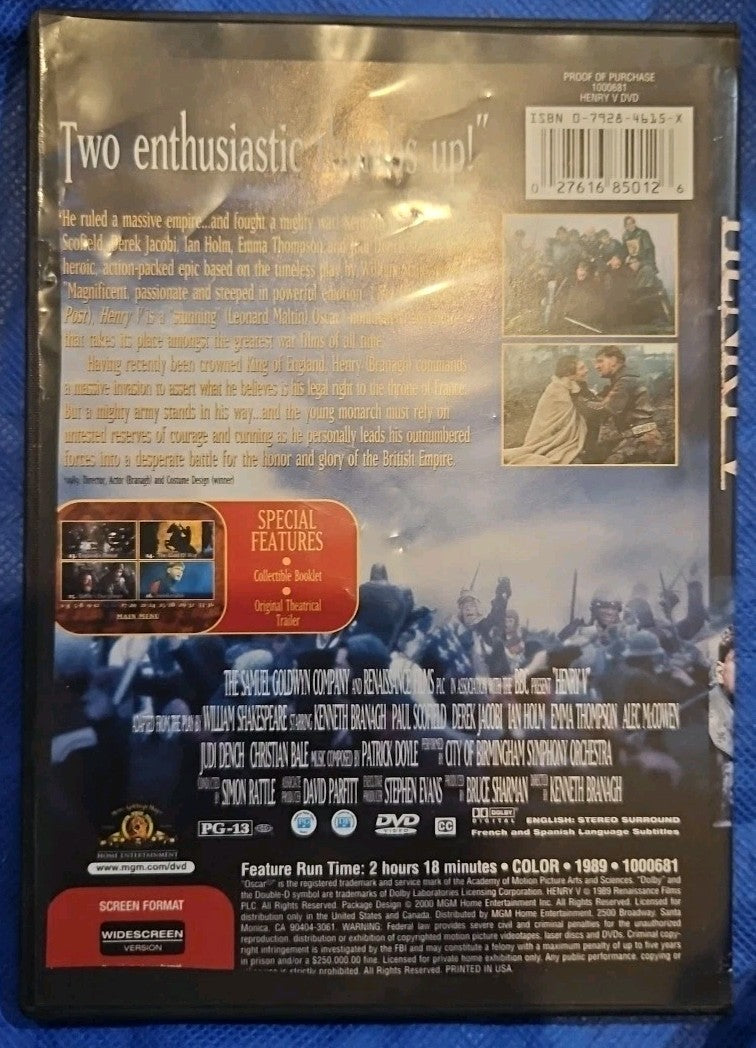 PROOF OF PURCHASE
1000681
HENRY V DVD
ISBN 0-7928-4615-X
0 27616 85012 6
Two enthusiastic up!"
He ruled a massive empire...and fought a mighty war.
Scofield, Derek Jacobi, Ian Holm, Emma Thompson and
heroic, action-packed epic based on the timeless play by
"Magnificent, passionate and steeped in powerful emotion"
Post), Henry V is a "stunning" (Leonard Maltin) Oscar
that takes its place amongst the greatest war films of all time.
Having recently been crowned King of England, Henry (Branagh) commands
a massive invasion to assert what he believes is his legal right to the throne of France.
But a mighty army stands in his way...and the young monarch must rely on
untested reserves of courage and cunning as he personally leads his outnumbered
forces into a desperate battle for the honor and glory of the British Empire.
1989: Director, Actor (Branagh) and Costume Design (winner)
SPECIAL
FEATURES
• Collectible Booklet
• Original Theatrical
Trailer
MAIN MENU
THE SAMUEL GOLDWYN COMPANY AND RENAISSANCE FILMS PLC IN ASSOCIATION WITH THE BBC PRESENT "HENRY V"
ADAPTED FROM THE PLAY BY WILLIAM SHAKESPEARE STARRING KENNETH BRANAGH PAUL SCOFIELD DEREK JACOBI IAN HOLM EMMA THOMPSON ALEC McCOWEN
JUDI DENCH CHRISTIAN BALE MUSIC COMPOSED BY PATRICK DOYLE PERFORMED BY CITY OF BIRMINGHAM SYMPHONY ORCHESTRA
CONDUCTED BY SIMON RATTLE ASSOCIATE PRODUCER DAVID PARFITT EXECUTIVE PRODUCER STEPHEN EVANS PRODUCED BY BRUCE SHARMAN DIRECTED BY KENNETH BRANAGH
HOME ENTERTAINMENT
www.mgm.com/dvd
PG-13
DVD
VIDEO
CC
DOLBY
DIGITAL
ENGLISH: STEREO SURROUND
French and Spanish Language Subtitles
Feature Run Time: 2 hours 18 minutes • COLOR • 1989 • 1000681
"Oscar®" is the registered trademark and service mark of the Academy of Motion Picture Arts and Sciences. "Dolby" and
the Double-D symbol are trademarks of Dolby Laboratories Licensing Corporation. HENRY V © 1989 Renaissance Films
PLC. All Rights Reserved. Package Design © 2000 MGM Home Entertainment Inc. All Rights Reserved. Licensed for
distribution only in the United States and Canada. Distributed by MGM Home Entertainment, 2500 Broadway, Santa
Monica, CA 90404-3061. WARNING: Federal law provides severe civil and criminal penalties for the unauthorized
reproduction, distribution or exhibition of copyrighted motion picture videotapes, laser discs and DVDs. Criminal copy-
right infringement is investigated by the FBI and may constitute a felony with a maximum penalty of up to five years
in prison and/or a $250,000.00 fine. Licensed for private home exhibition only. Any public performance, copying or
is strictly prohibited. All Rights Reserved. PRINTED IN USA
SCREEN FORMAT
WIDESCREEN
VERSION